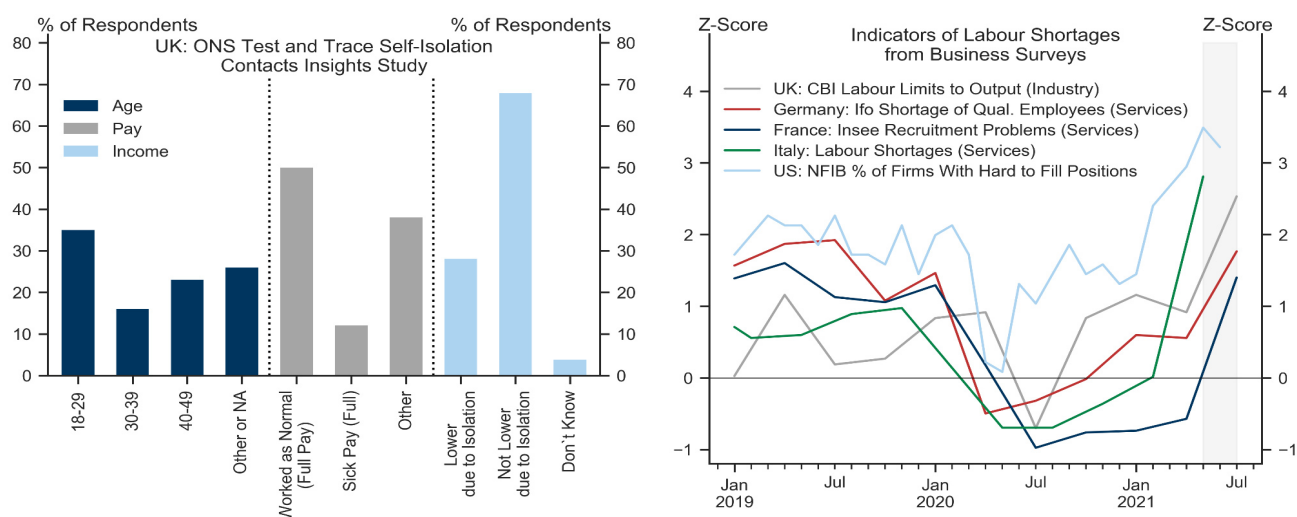 % of Respondents
% of Respondents
UK: ONS Test and Trace Self-Isolation
Contacts Insights Study
80
70
60
50
40
30
20
10
0
80
70
60
50
40
30
20
10
0
Age
Pay
Income
18-29
30-39
40-49
Other or NA
Worked as Normal
(Full Pay)
Sick Pay (Full)
Other
Lower
due to Isolation
Not Lower
due to Isolation
Don`t Know
Z-Score
Z-Score
Indicators of Labour Shortages
from Business Surveys
UK: CBI Labour Limits to Output (Industry)
Germany: Ifo Shortage of Qual. Employees (Services)
France: Insee Recruitment Problems (Services)
Italy: Labour Shortages (Services)
US: NFIB % of Firms With Hard to Fill Positions
4
3
2
1
0
−1
4
3
2
1
0
−1
Jan
2019
Jul
Jan
2020
Jul
Jan
2021
Jul